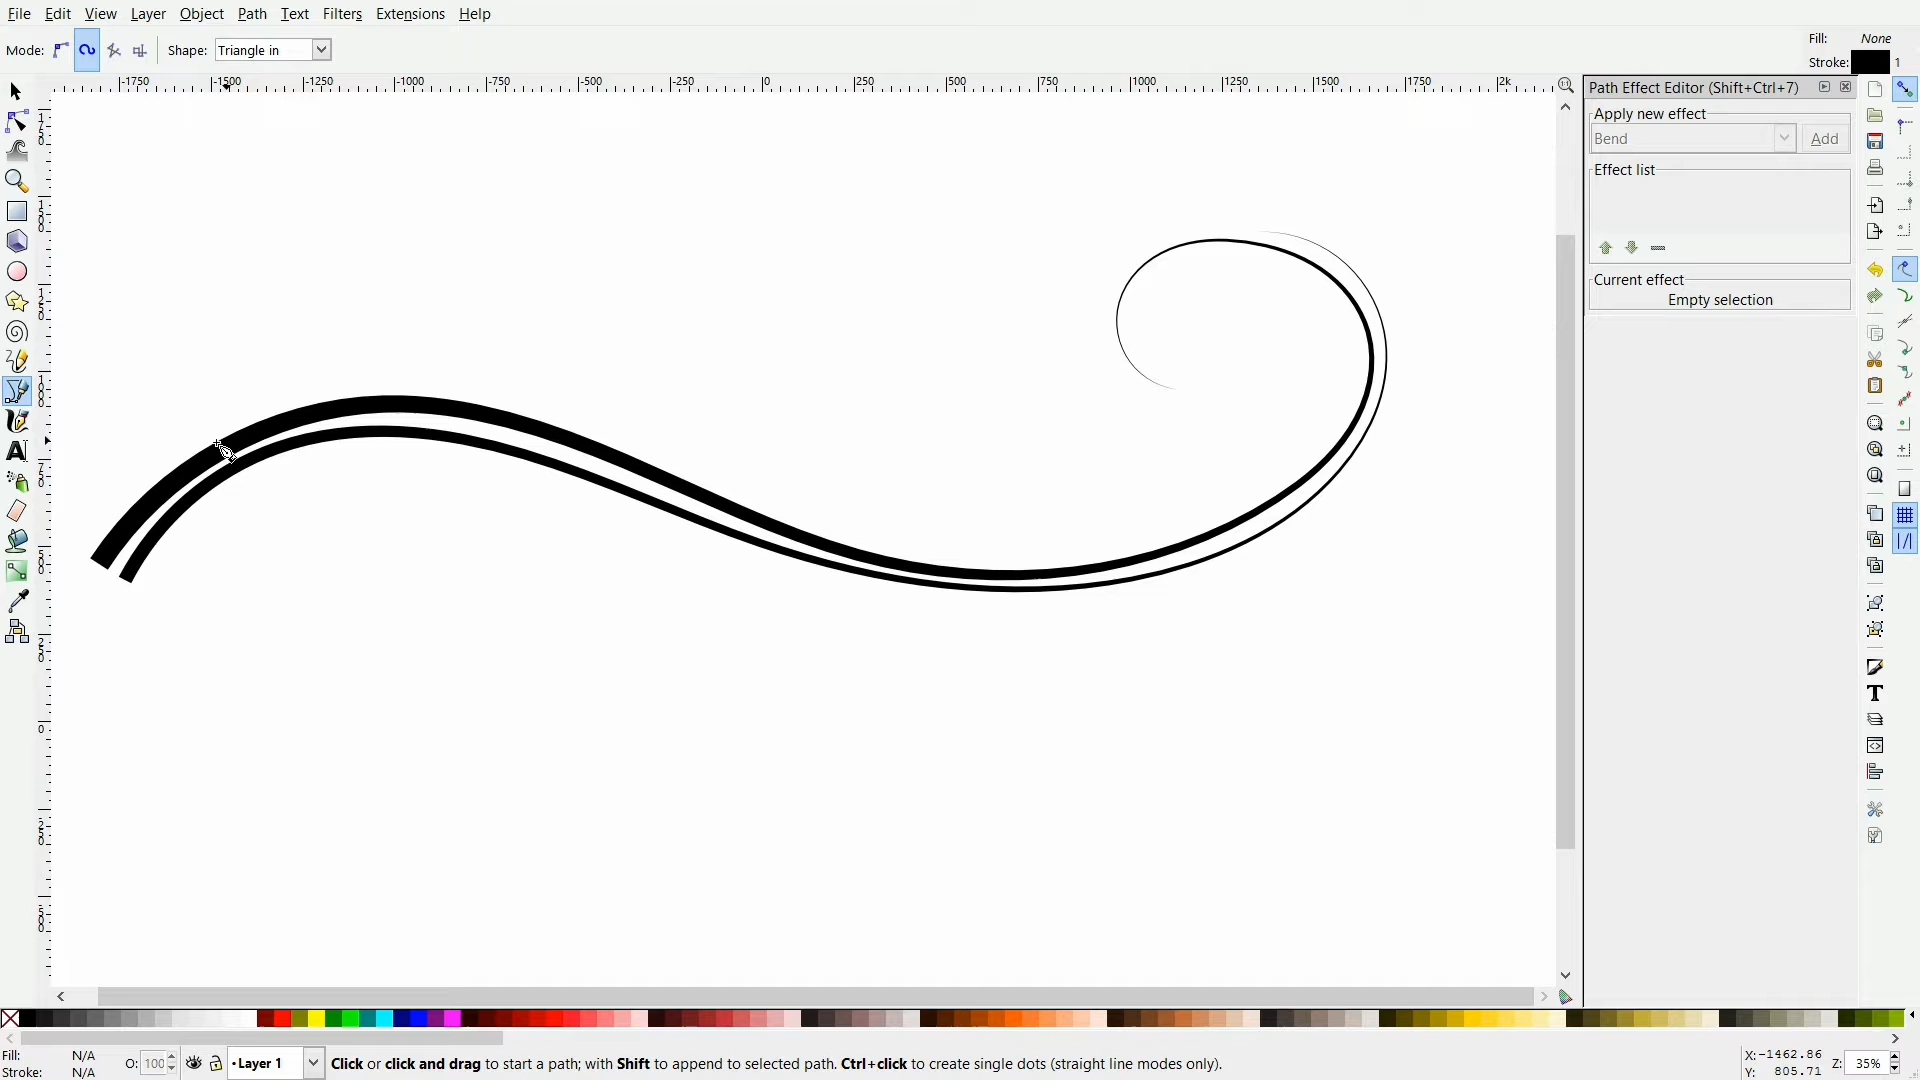 File Edit View Layer Object Path Text Filters Extensions Help
Mode: Shape: Triangle in
Fill: None
Stroke: 1
-1750 -1500 -1250 -1000 -750 -500 -250 0 250 500 750 1000 1250 1500 1750 2k
Path Effect Editor (Shift+Ctrl+7)
Apply new effect
Bend Add
Effect list
Current effect
Empty selection
Fill: N/A
Stroke: N/A
O: 100
•Layer 1
Click or click and drag to start a path; with Shift to append to selected path. Ctrl+click to create single dots (straight line modes only).
X:-1462.86
Y: 805.71
Z: 35%